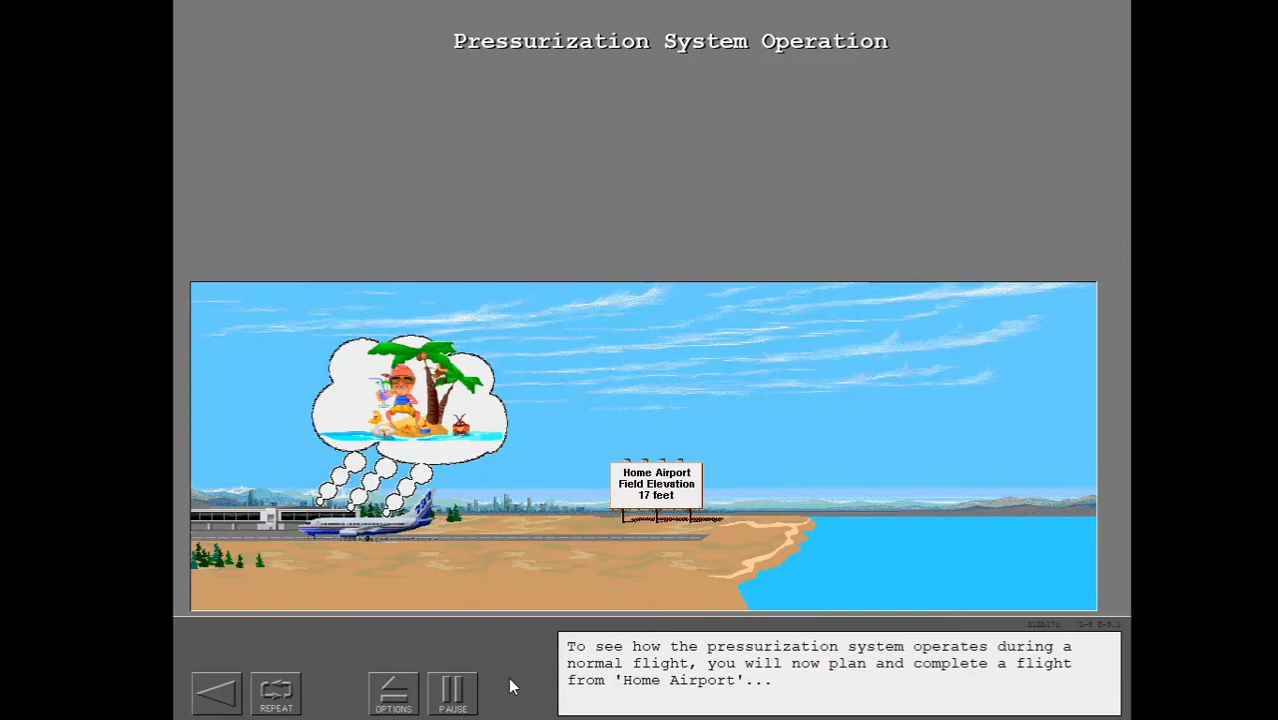 Pressurization System Operation
Home Airport
Field Elevation
17 feet
To see how the pressurization system operates during a
normal flight, you will now plan and complete a flight
from 'Home Airport'...
REPEAT
OPTIONS
PAUSE